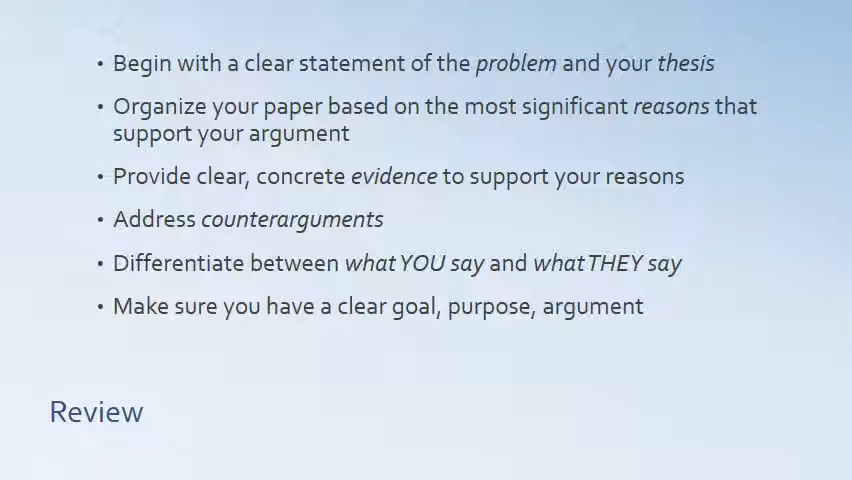 • Begin with a clear statement of the problem and your thesis
• Organize your paper based on the most significant reasons that
support your argument
• Provide clear, concrete evidence to support your reasons
• Address counterarguments
• Differentiate between what YOU say and what THEY say
• Make sure you have a clear goal, purpose, argument
Review